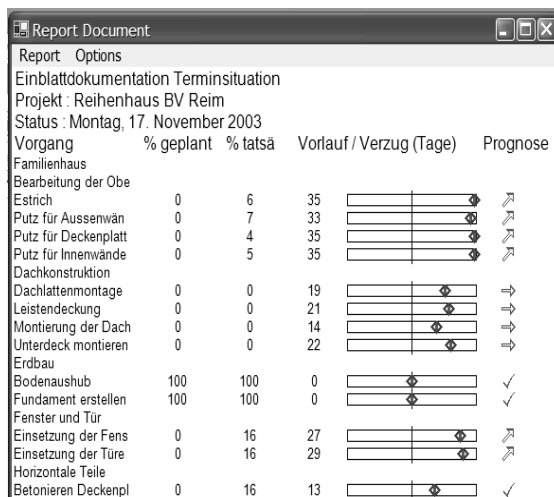 Report Document
Report Options
Einblattdokumentation Terminsituation
Projekt : Reihenhaus BV Reim
Status : Montag, 17. November 2003
Vorgang % geplant % tatsä Vorlauf / Verzug (Tage) Prognose
Familienhaus
Bearbeitung der Obe
Estrich 0 6 35
Putz für Aussenwän 0 7 33
Putz für Deckenplatt 0 4 35
Putz für Innenwände 0 5 35
Dachkonstruktion
Dachlattenmontage 0 0 19
Leistendeckung 0 0 21
Montierung der Dach 0 0 14
Unterdeck montieren 0 0 22
Erdbau
Bodenaushub 100 100 0
Fundament erstellen 100 100 0
Fenster und Tür
Einsetzung der Fens 0 16 27
Einsetzung der Türe 0 16 29
Horizontale Teile
Betonieren Deckenpl 0 16 13